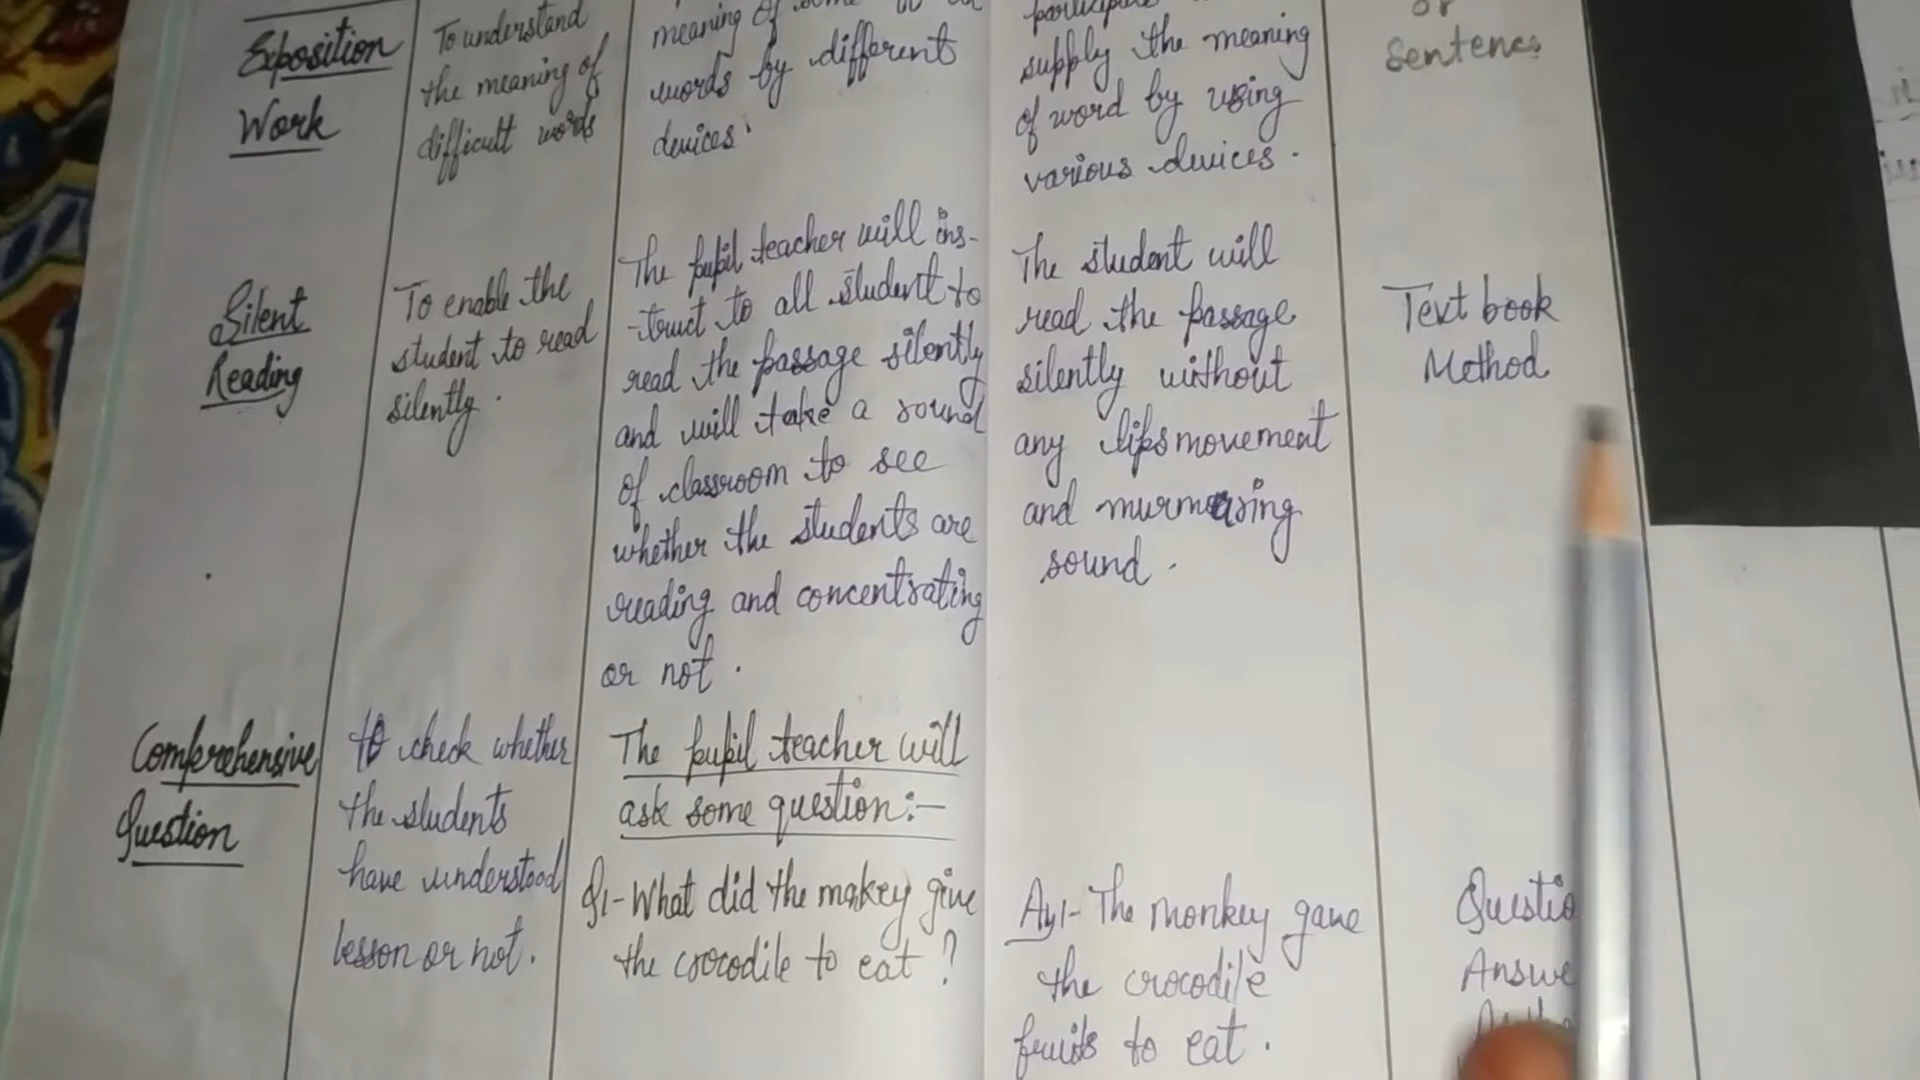 Exposition
Work
To understand
the meaning of
difficult words
meaning of some
words by different
devices.
supply the meaning
of word by using
various devices.
or
Sentence
Silent
Reading
To enable the
student to read
silently.
The pupil teacher will ins-
-truct to all student to
read the passage silently
and will take a round
of classroom to see
whether the students are
reading and concentrating
or not.
The student will
read the passage
silently without
any lips movement
and murmuring
sound.
Text book
Method
Comprehensive
Question
to check whether
the students
have understood
lesson or not.
The pupil teacher will
ask some question:-
Q1- What did the monkey give
the crocodile to eat?
Ay1- The monkey gave
the crocodile
fruits to eat.
Questio
Answe